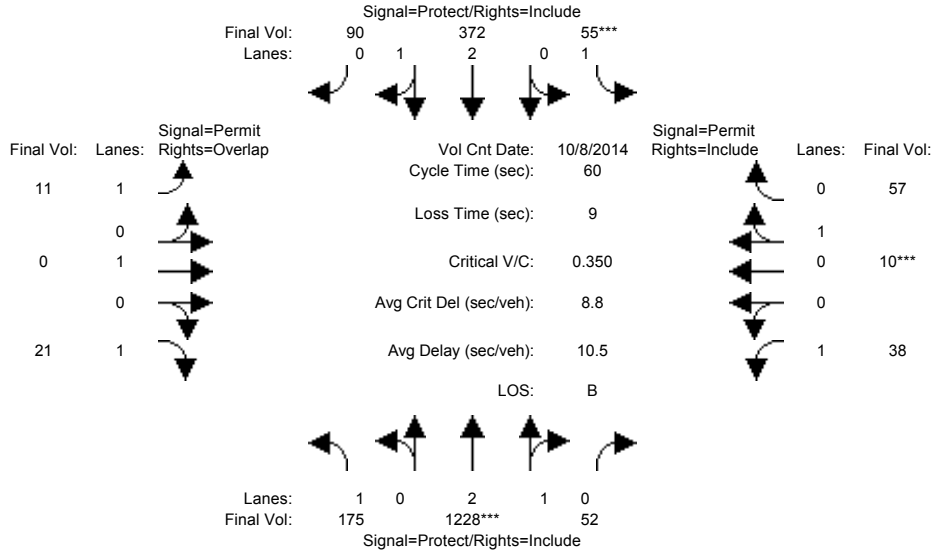 Signal=Protect/Rights=Include
Final Vol: 90 372 55***
Lanes: 0 1 2 0 1
Signal=Permit Signal=Permit
Final Vol: Lanes: Rights=Overlap Vol Cnt Date: 10/8/2014 Rights=Include Lanes: Final Vol:
Cycle Time (sec): 60
11 1 0 57
Loss Time (sec): 9
0 1
0 1 Critical V/C: 0.350 0 10***
0 Avg Crit Del (sec/veh): 8.8 0
21 1 Avg Delay (sec/veh): 10.5 1 38
LOS: B
Lanes: 1 0 2 1 0
Final Vol: 175 1228*** 52
Signal=Protect/Rights=Include